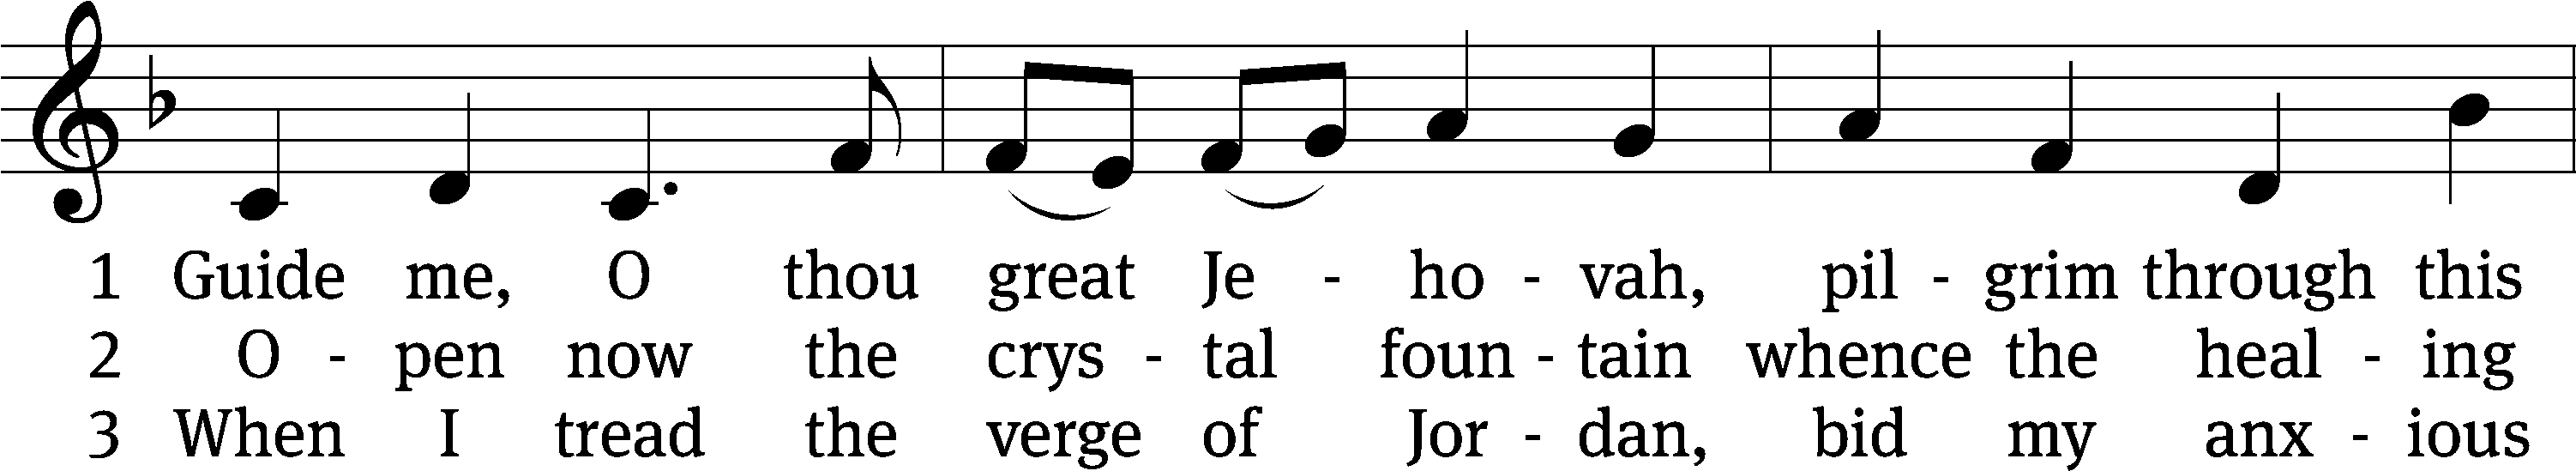 1 Guide me, O thou great Je - ho - vah, pil - grim through this
2 O - pen now the crys - tal foun - tain whence the heal - ing
3 When I tread the verge of Jor - dan, bid my anx - ious